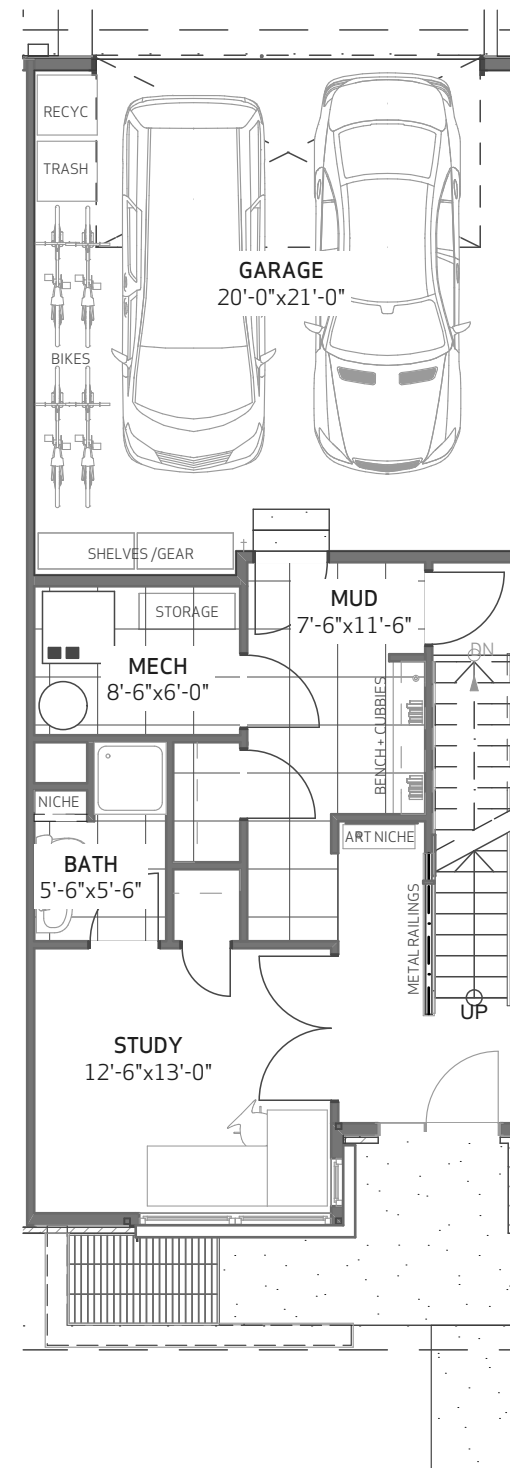 RECYC
TRASH
GARAGE
20'-0"x21'-0"
BIKES
SHELVES /GEAR
STORAGE
MUD
7'-6"x11'-6"
DN
MECH
8'-6"x6'-0"
BENCH + CUBBIES
NICHE
ART NICHE
BATH
5'-6"x5'-6"
METAL RAILINGS
UP
STUDY
12'-6"x13'-0"